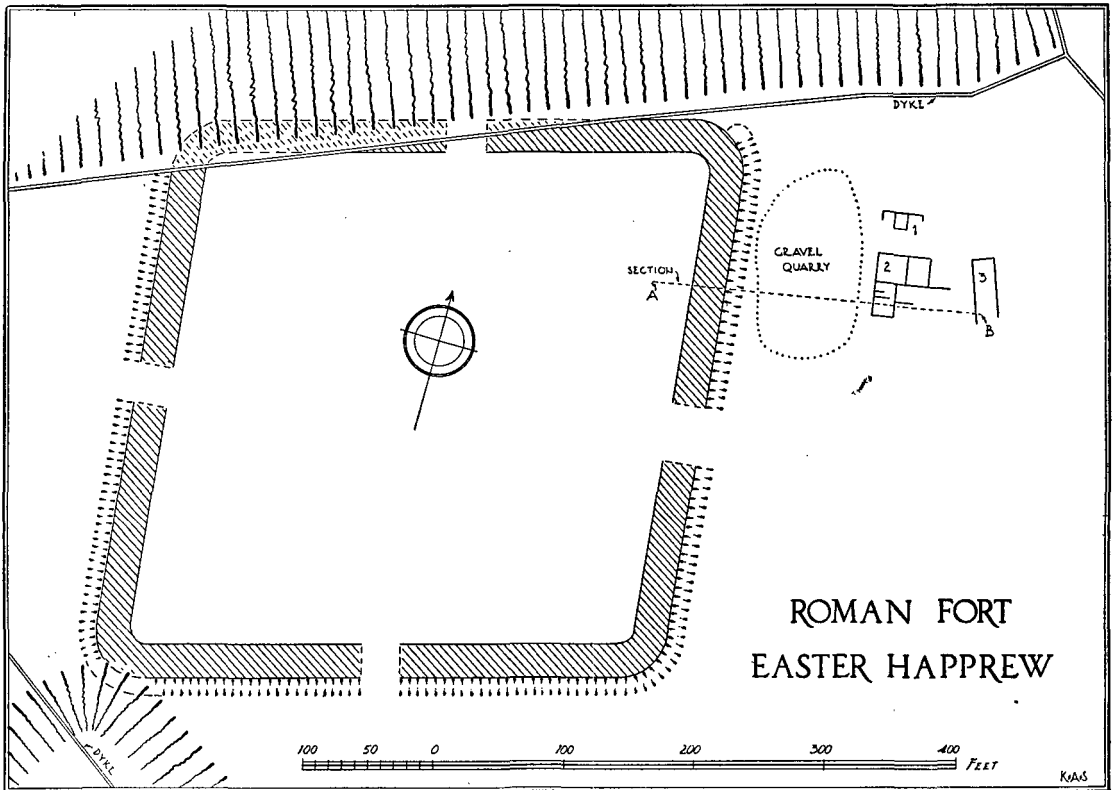 DYKE
1
GRAVEL
QUARRY
2
3
SECTION
A
B
ROMAN FORT
EASTER HAPPREW
DYKE
100 50 0 100 200 300 400 FEET
K.A.S